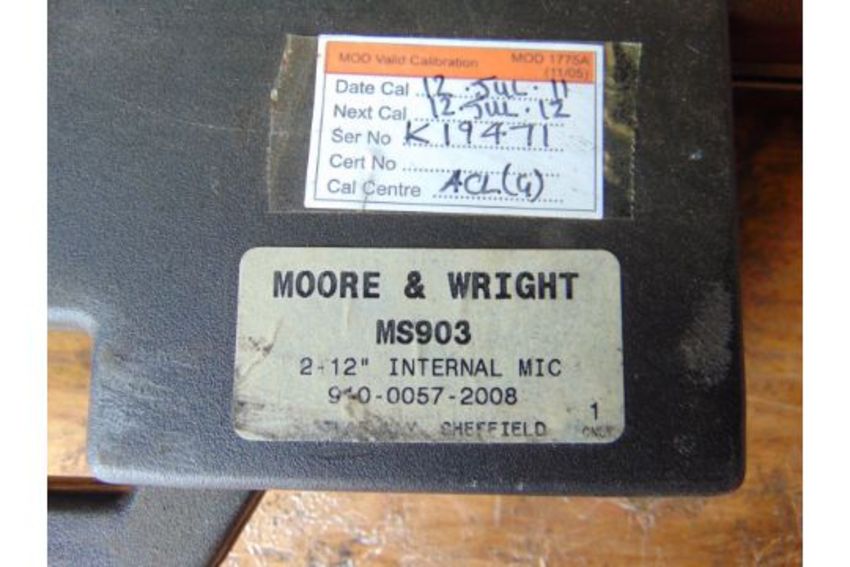 MOD Valid Calibration MOD 1775A
(11/05)
Date Cal 12.JUL.11
Next Cal 12.JUL.12
Ser No K19471
Cert No
Cal Centre ACL(G)
MOORE & WRIGHT
MS903
2-12" INTERNAL MIC
0057-2008
SHEFFIELD 1